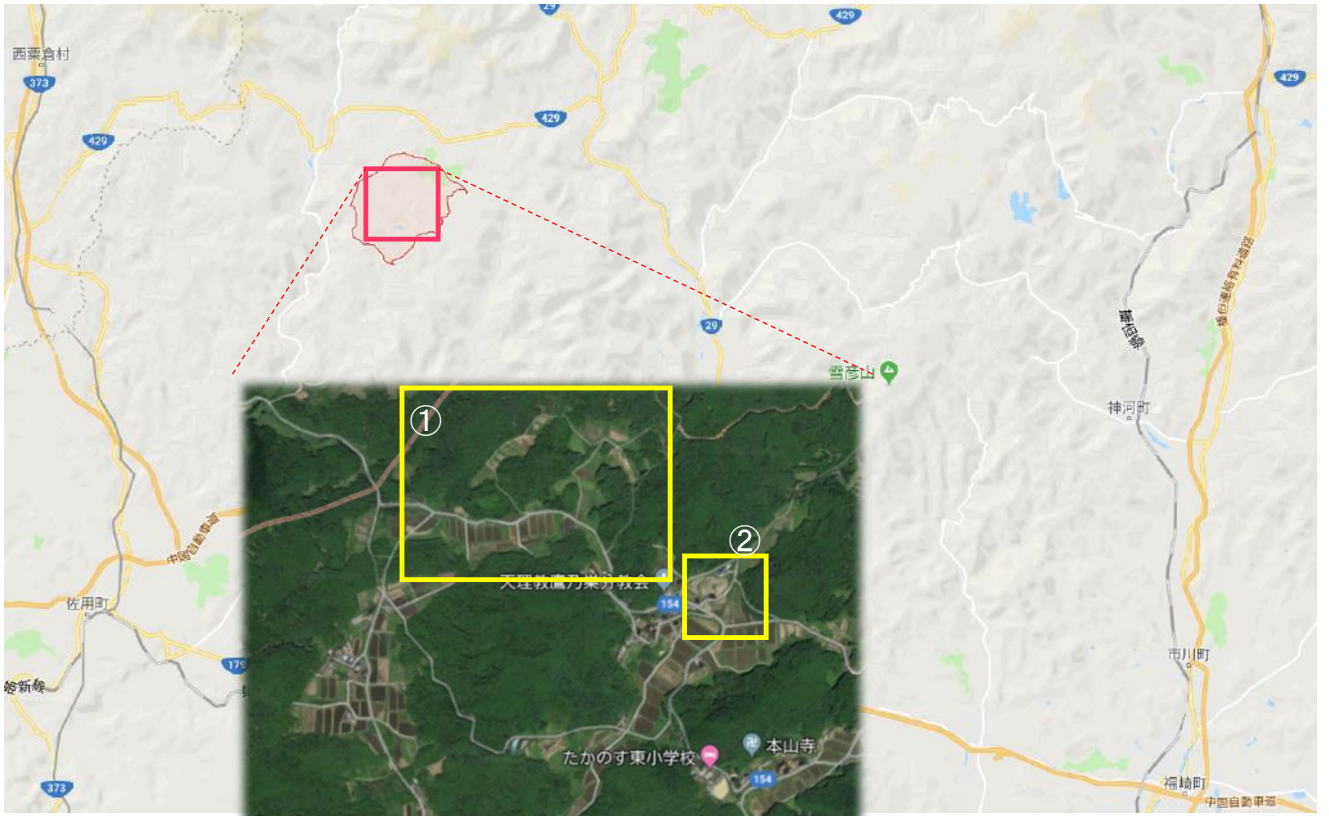 29
429
西粟倉村
373
429
429
429
播但連絡有料道路
29
播但線
雪彦山
神河町
①
中国自動車道
②
天理教鷹乃巣分教会
154
佐用町
179
市川町
姫新線
たかのす東小学校
本山寺
154
373
福崎町
中国自動車道